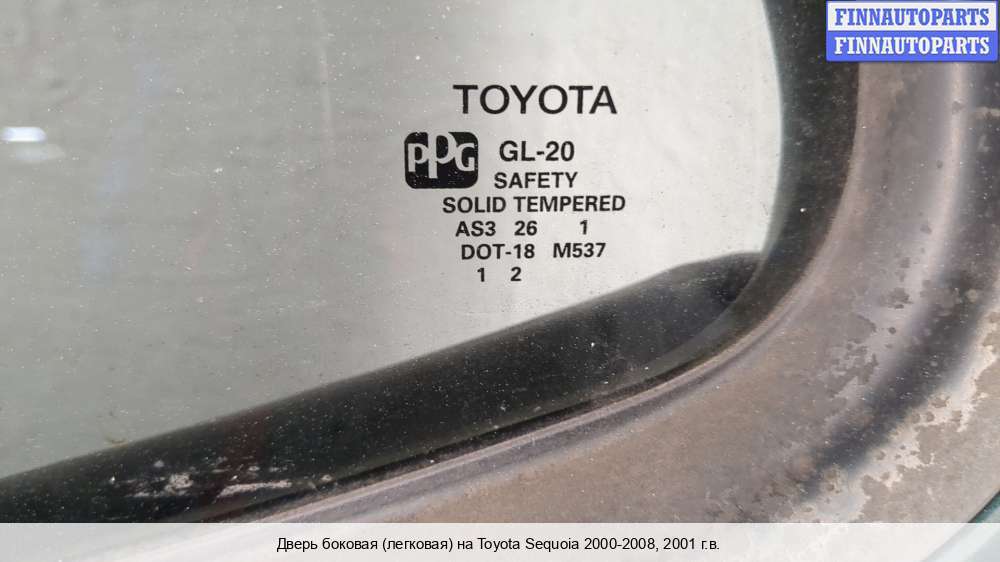 FINNAUTOPARTS
FINNAUTOPARTS
TOYOTA
PPG GL-20
SAFETY
SOLID TEMPERED
AS3 26 1
DOT-18 M537
1 2
Дверь боковая (легковая) на Toyota Sequoia 2000-2008, 2001 г.в.